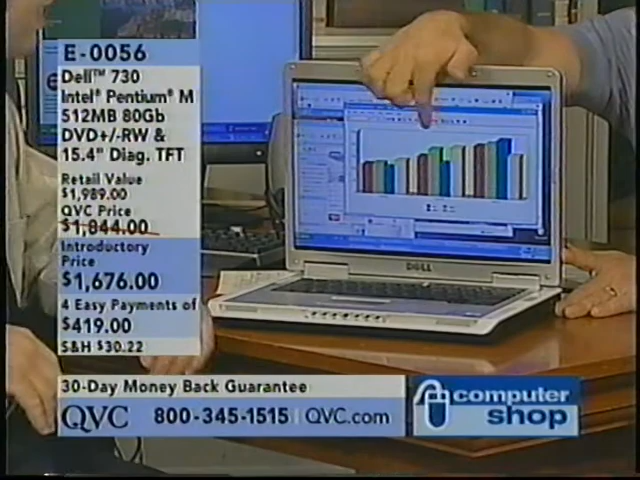 E-0056
Dell™ 730
Intel® Pentium® M
512MB 80Gb
DVD+/-RW &
15.4" Diag. TFT
Retail Value
$1,989.00
QVC Price
$1,844.00
Introductory
Price
$1,676.00
4 Easy Payments of
$419.00
S&H $30.22
DELL
30-Day Money Back Guarantee
QVC 800-345-1515 | QVC.com
computer
shop